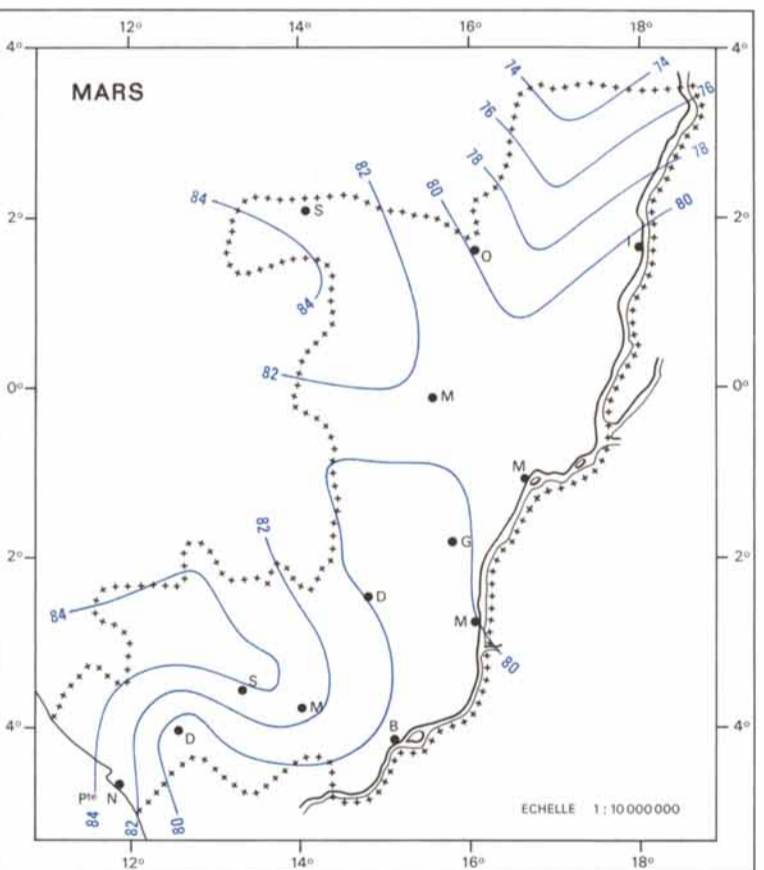 12° 14° 16° 18°
4° 4°
MARS
74 74
76 76
78 78
82 80
84 80
2° S 2°
O I
84
82
0° M 0°
M
82 G
2° 2°
D
84 M
80
S
M
4° D B 4°
Pte N
84 82 80
ECHELLE 1 : 10 000 000
12° 14° 16° 18°